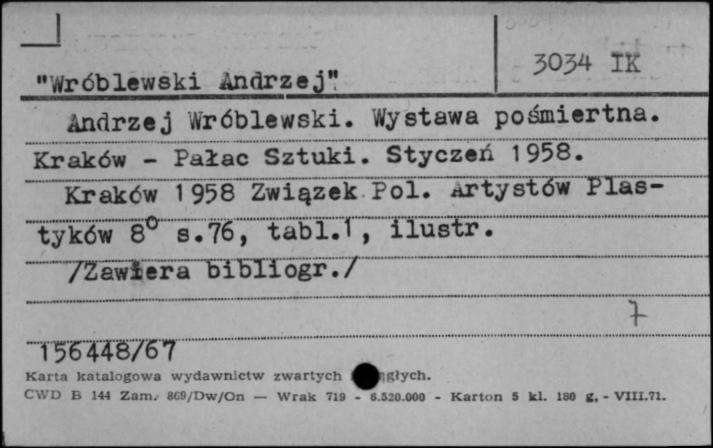 3034 IK
"Wróblewski Andrzej"
Andrzej Wróblewski. Wystawa pośmiertna.
Kraków - Pałac Sztuki. Styczeń 1958.
Kraków 1958 Związek Pol. Artystów Plas-
tyków 8° s.76, tabl.1, ilustr.
/Zawiera bibliogr./
7
156448/67
Karta katalogowa wydawnictw zwartych
CWD B 144 Zam. 869/Dw/On — Wrak 719 - 6.520.000 - Karton 5 kl. 180 g. - VIII.71.